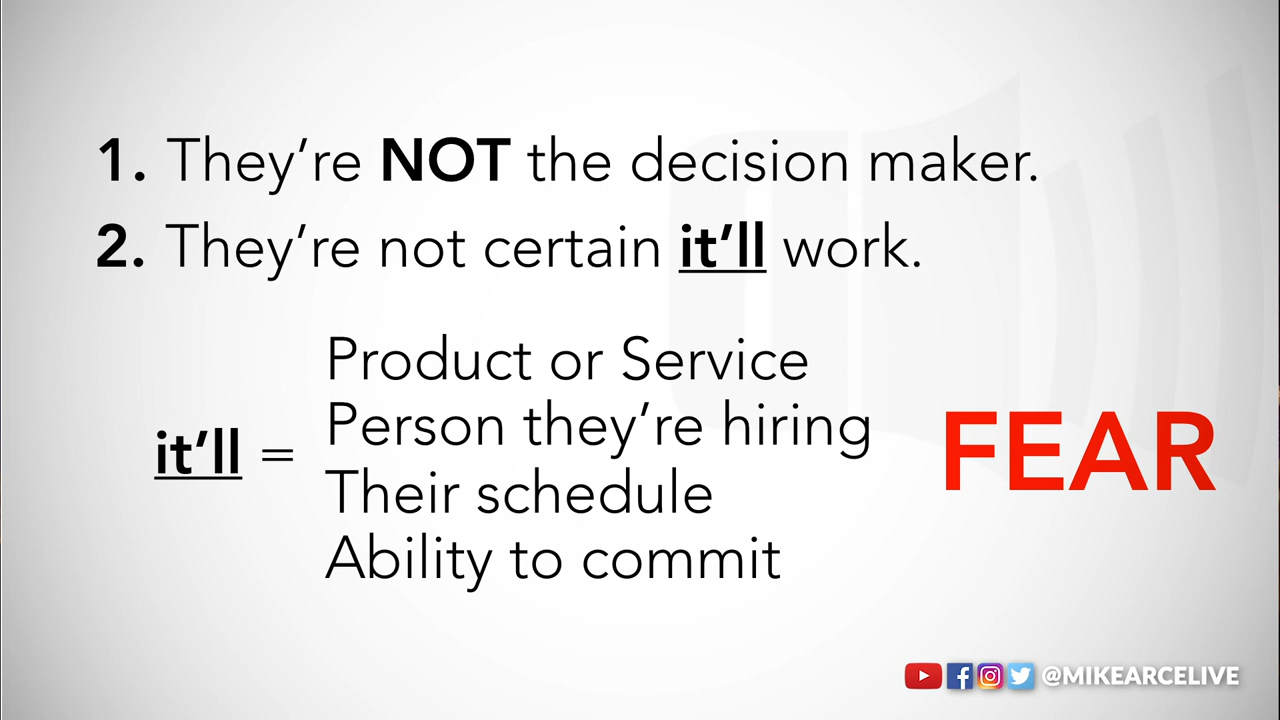 1. They’re NOT the decision maker.
2. They’re not certain it’ll work.
Product or Service
Person they’re hiring
it’ll =
Their schedule
Ability to commit
FEAR
@MIKEARCELIVE